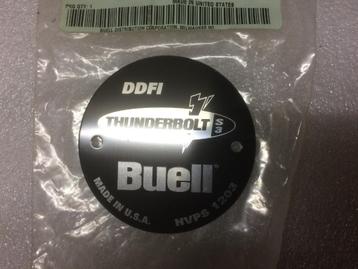 PKG QTY: 1
MADE IN UNITED STATES
BUELL DISTRIBUTION CORPORATION, MILWAUKEE WI
DDFI
THUNDERBOLT S3
Buell
MADE IN U.S.A.
NVPS 1203